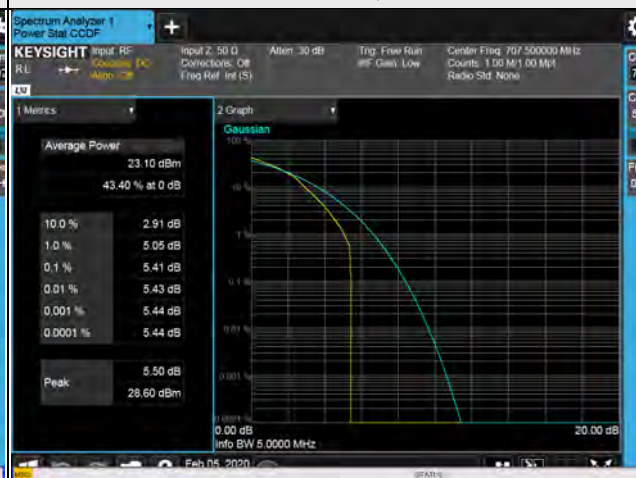 Spectrum Analyzer 1
Power Stat CCDF
+
KEYSIGHT
RL
Input: RF
Coupling: DC
Align: Off
Input Z: 50 Ω
Corrections: Off
Freq Ref: Int (S)
Atten: 30 dB
Trig: Free Run
#IF Gain: Low
Center Freq: 707.500000 MHz
Counts: 1.00 M/1.00 Mpt
Radio Std: None
LXI
1 Metrics
2 Graph
Average Power
23.10 dBm
43.40 % at 0 dB
10.0 % 2.91 dB
1.0 % 5.05 dB
0.1 % 5.41 dB
0.01 % 5.43 dB
0.001 % 5.44 dB
0.0001 % 5.44 dB
Peak
5.50 dB
28.60 dBm
Gaussian
100 %
10 %
1 %
0.1 %
0.01 %
0.001 %
0.0001 %
0.00 dB
20.00 dB
Info BW 5.0000 MHz
Feb 05, 2020
MSG
STATUS